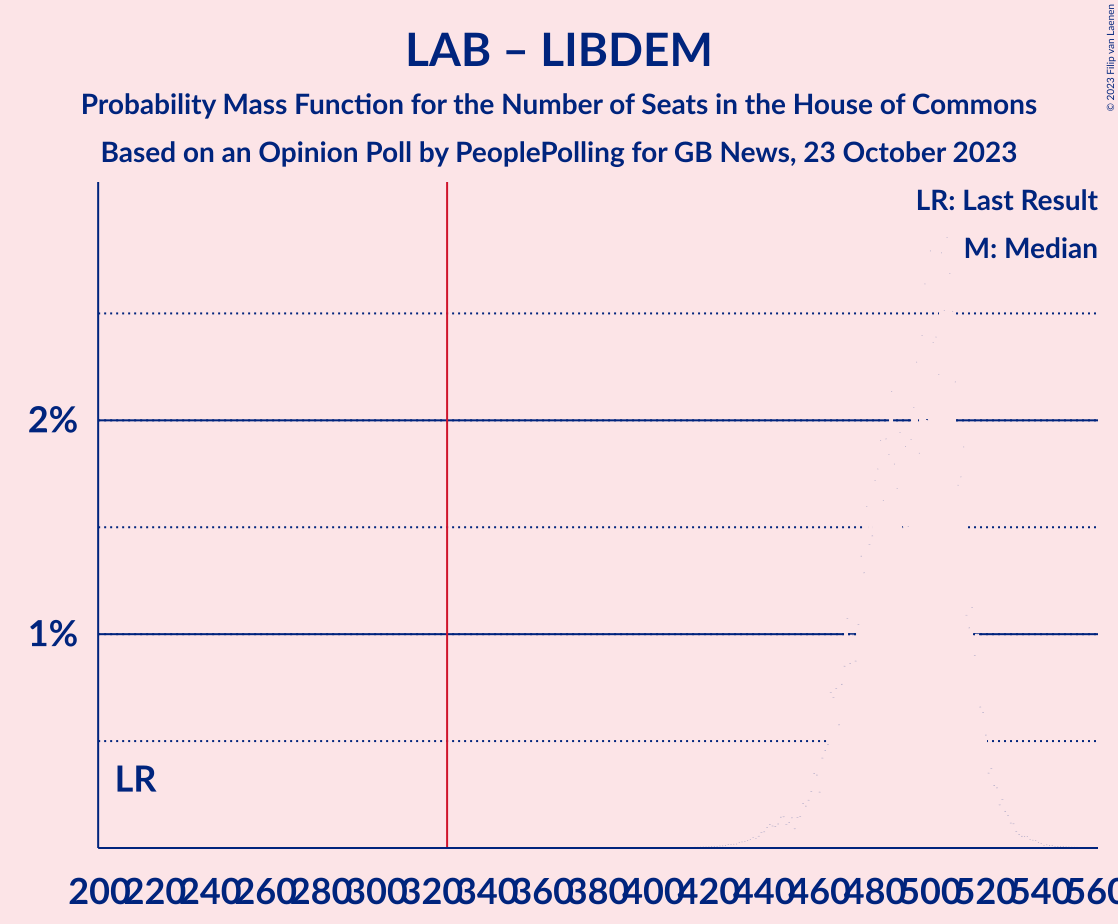 LAB – LIBDEM
Probability Mass Function for the Number of Seats in the House of Commons
Based on an Opinion Poll by PeoplePolling for GB News, 23 October 2023
© 2023 Filip van Laenen
LR: Last Result
M: Median
2%
1%
LR
200 220 240 260 280 300 320 340 360 380 400 420 440 460 480 500 520 540 560